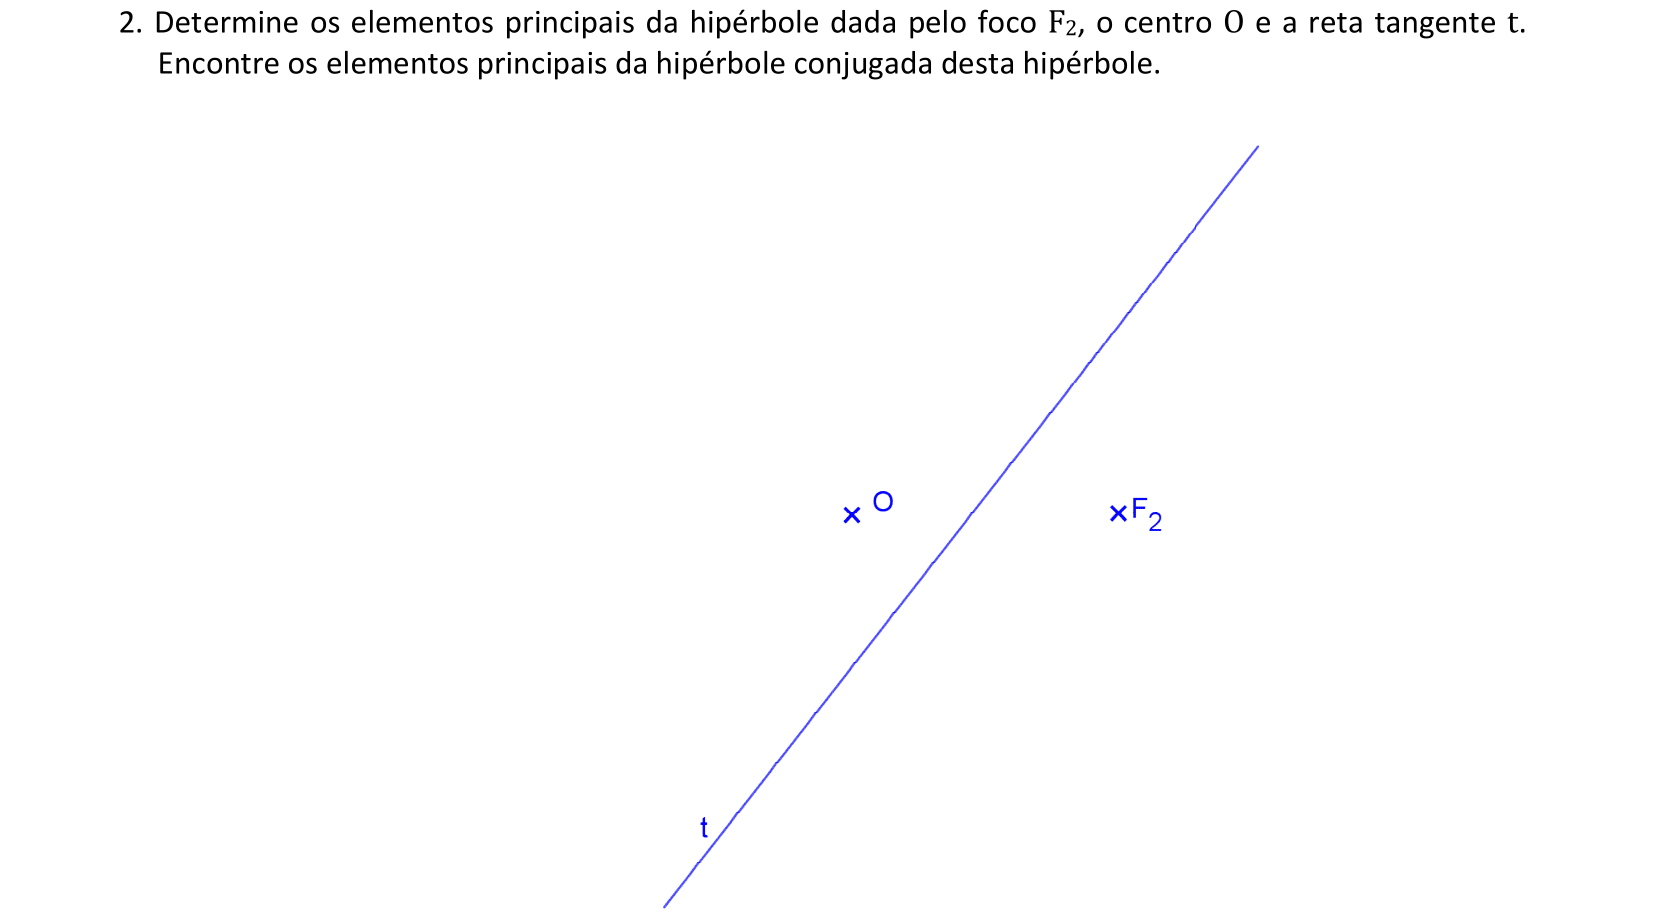 2. Determine os elementos principais da hipérbole dada pelo foco F₂, o centro O e a reta tangente t.
Encontre os elementos principais da hipérbole conjugada desta hipérbole.
O
F₂
t